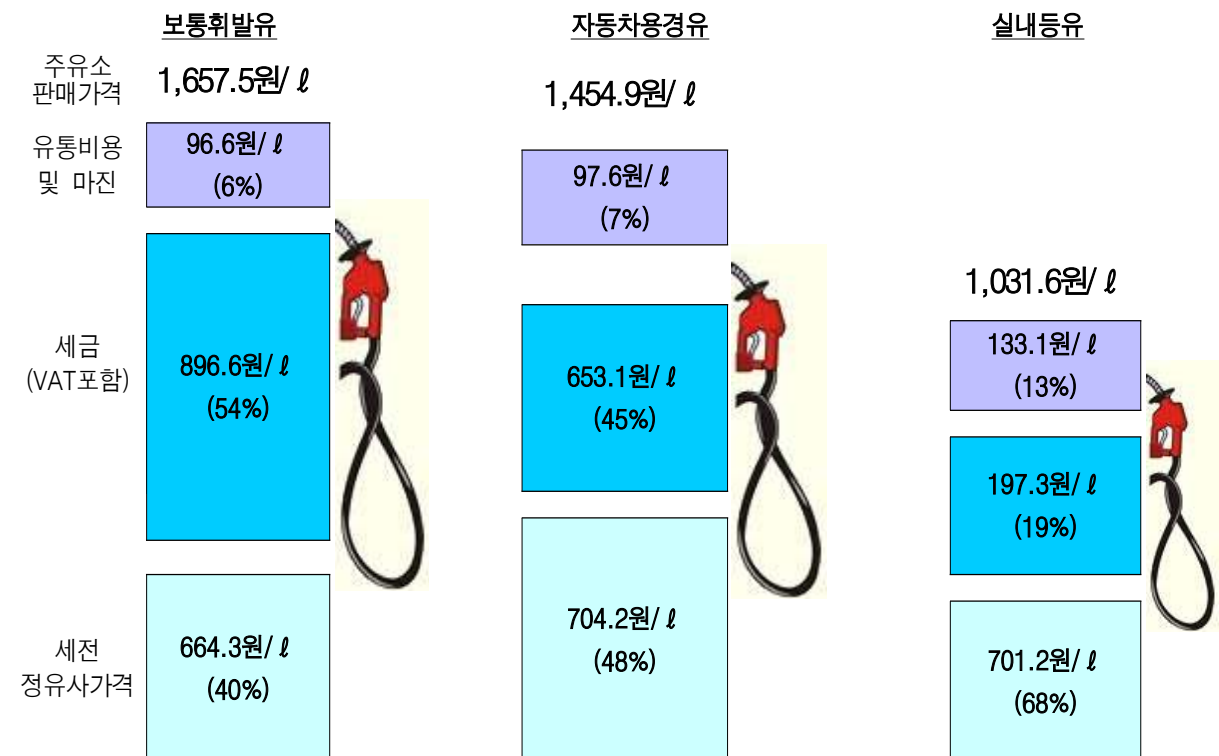 보통휘발유
자동차용경유
실내등유
주유소
판매가격
1,657.5원/ ℓ
1,454.9원/ ℓ
1,031.6원/ ℓ
유통비용
및 마진
96.6원/ ℓ
(6%)
97.6원/ ℓ
(7%)
133.1원/ ℓ
(13%)
세금
(VAT포함)
896.6원/ ℓ
(54%)
653.1원/ ℓ
(45%)
197.3원/ ℓ
(19%)
세전
정유사가격
664.3원/ ℓ
(40%)
704.2원/ ℓ
(48%)
701.2원/ ℓ
(68%)